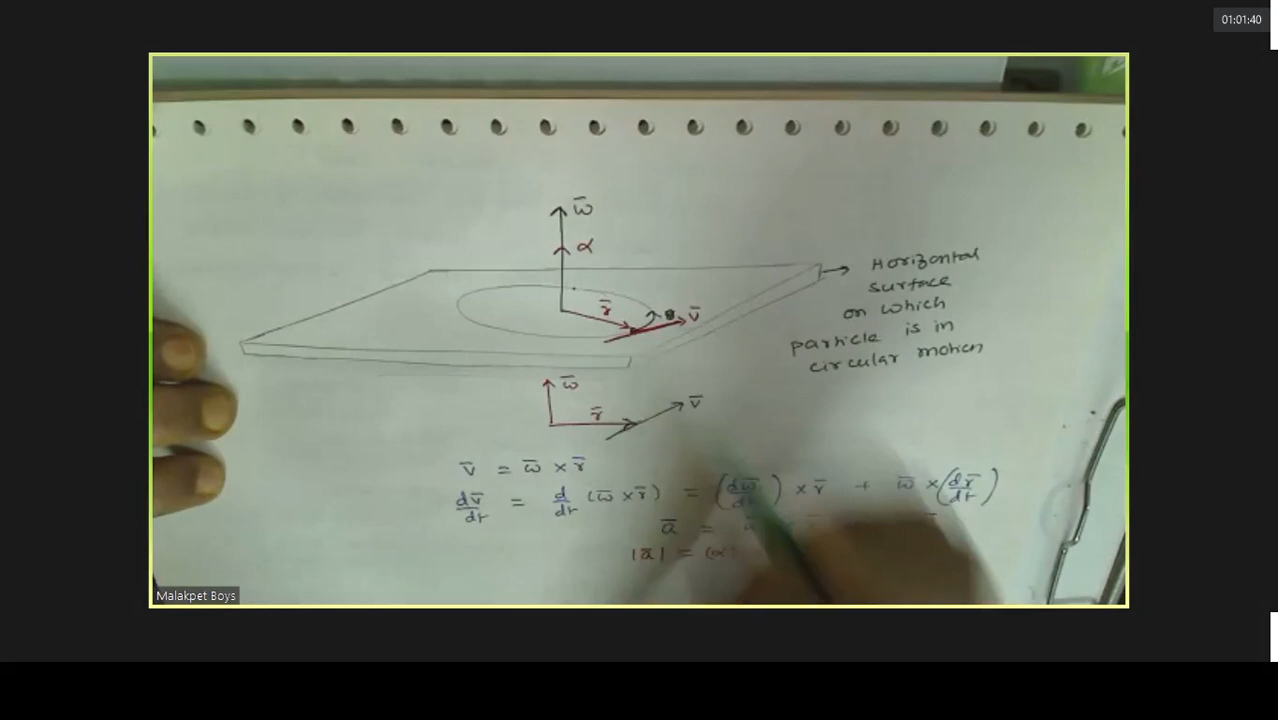 01:01:40
ω̄
α
r̄
v̄
Horizontal
surface
on which
particle is in
circular motion
ω̄
r̄
v̄
v̄ = ω̄ × r̄
dv̄/dt = d/dt (ω̄ × r̄) = (dω̄/dt) × r̄ + ω̄ × (dr̄/dt)
ā =
|ā| = (α
Malakpet Boys